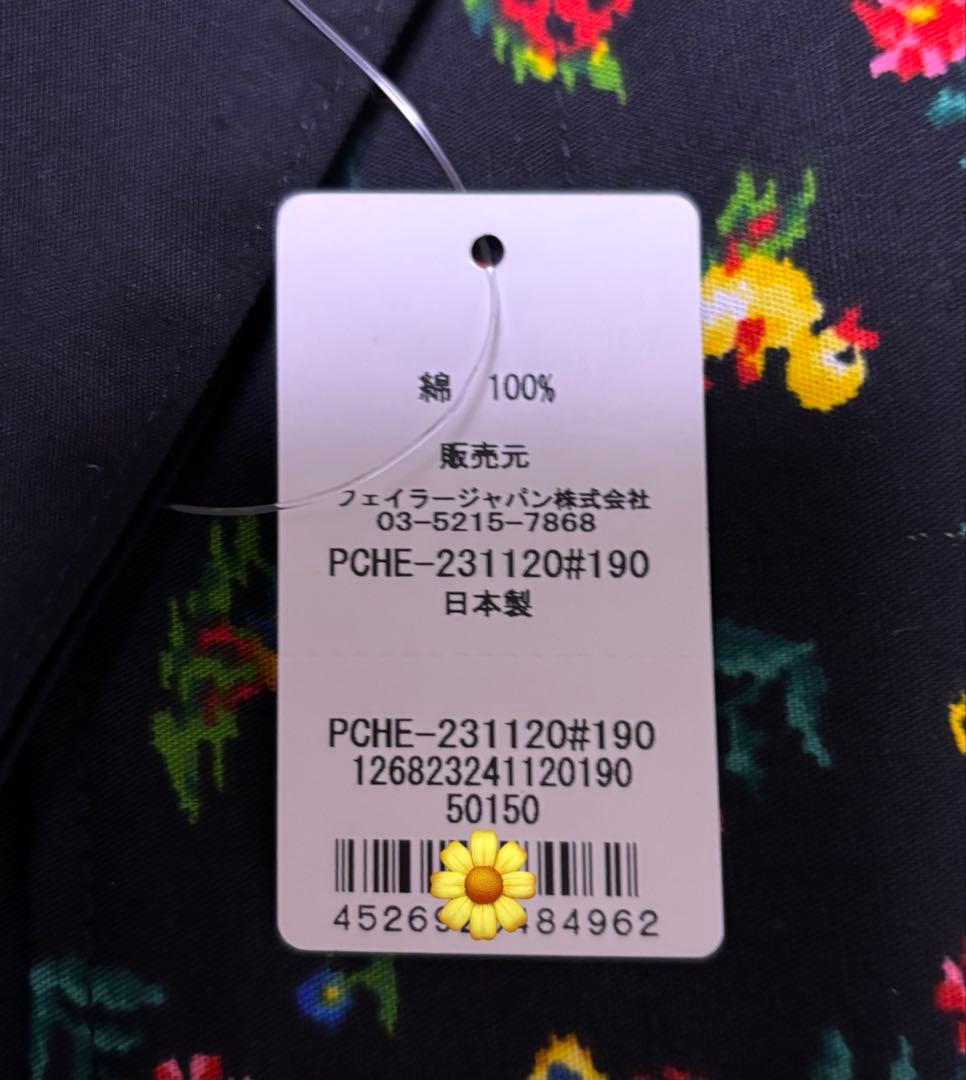 綿 100%
販売元
フェイラージャパン株式会社
03-5215-7868
PCHE-231120#190
日本製
PCHE-231120#190
126823241120190
50150